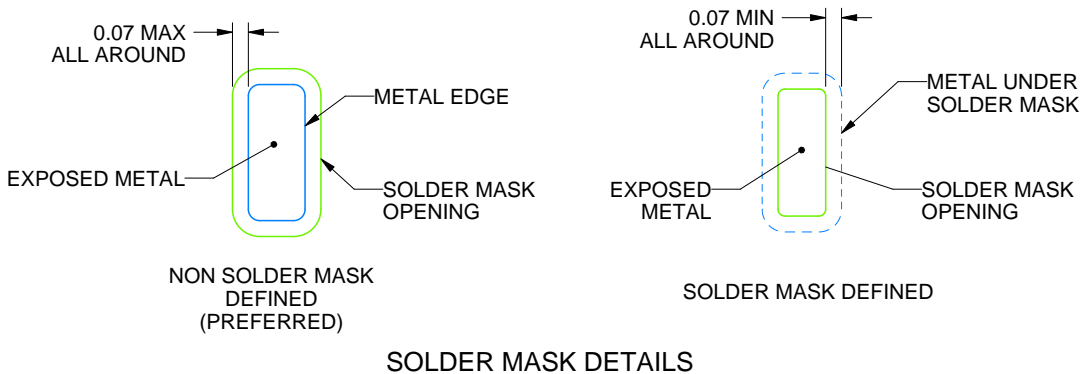 0.07 MAX
ALL AROUND
METAL EDGE
EXPOSED METAL
SOLDER MASK
OPENING
NON SOLDER MASK
DEFINED
(PREFERRED)
0.07 MIN
ALL AROUND
METAL UNDER
SOLDER MASK
EXPOSED
METAL
SOLDER MASK
OPENING
SOLDER MASK DEFINED
SOLDER MASK DETAILS